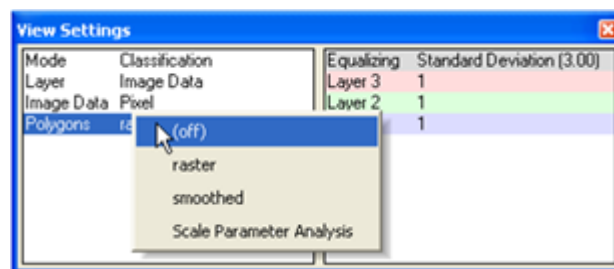 View Settings
Mode Classification
Layer Image Data
Image Data Pixel
Polygons
Equalizing Standard Deviation (3.00)
Layer 3 1
Layer 2 1
1
(off)
raster
smoothed
Scale Parameter Analysis